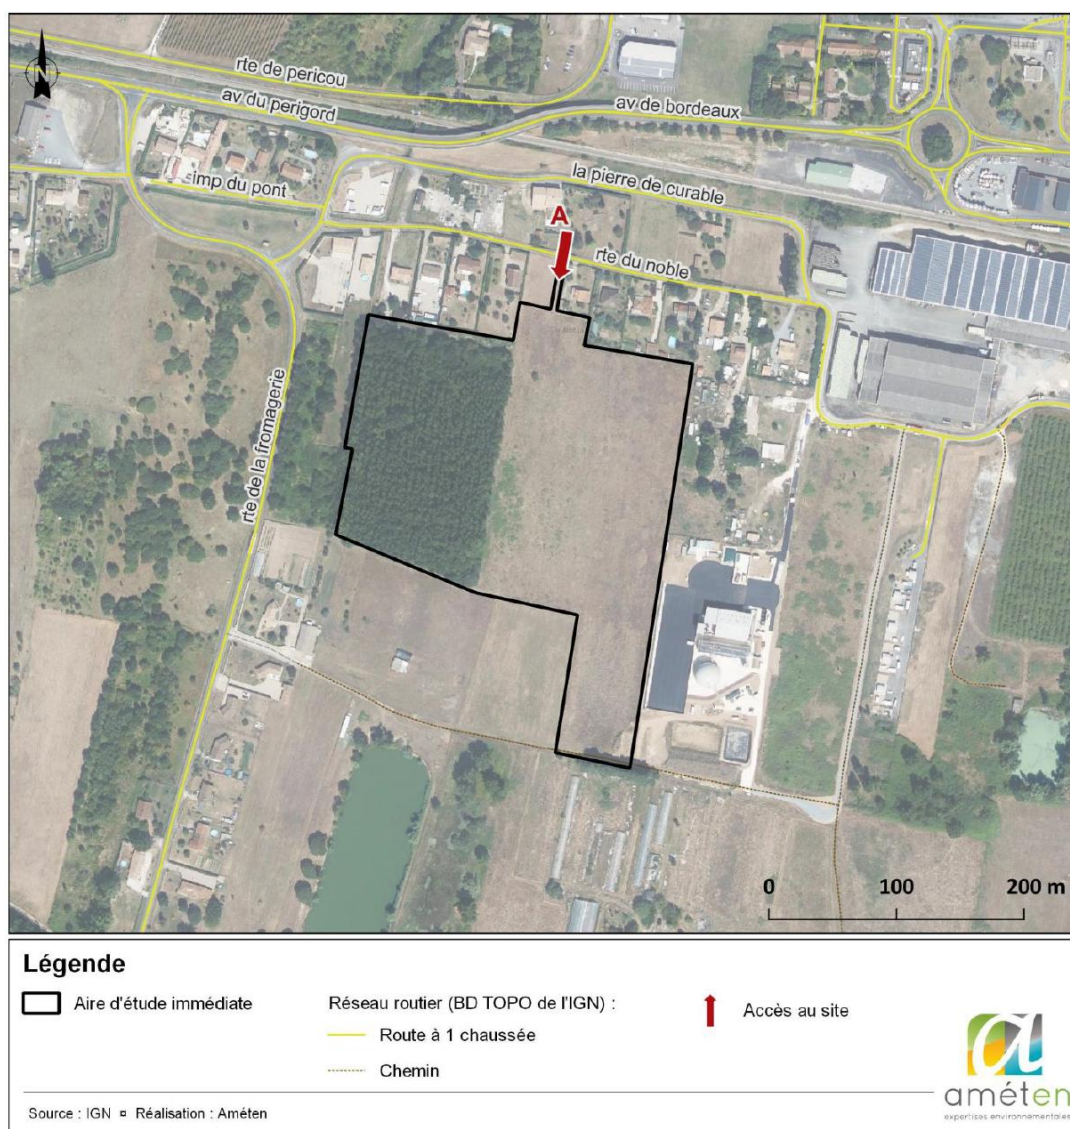 N
rte de pericou
av du perigord
av de bordeaux
imp du pont
la pierre de curable
A
rte du noble
rte de la fromagerie
0 100 200 m
Légende
Aire d'étude immédiate
Réseau routier (BD TOPO de l'IGN) :
Route à 1 chaussée
Chemin
Accès au site
a
améten
expertises environnementales
Source : IGN ¤ Réalisation : Améten